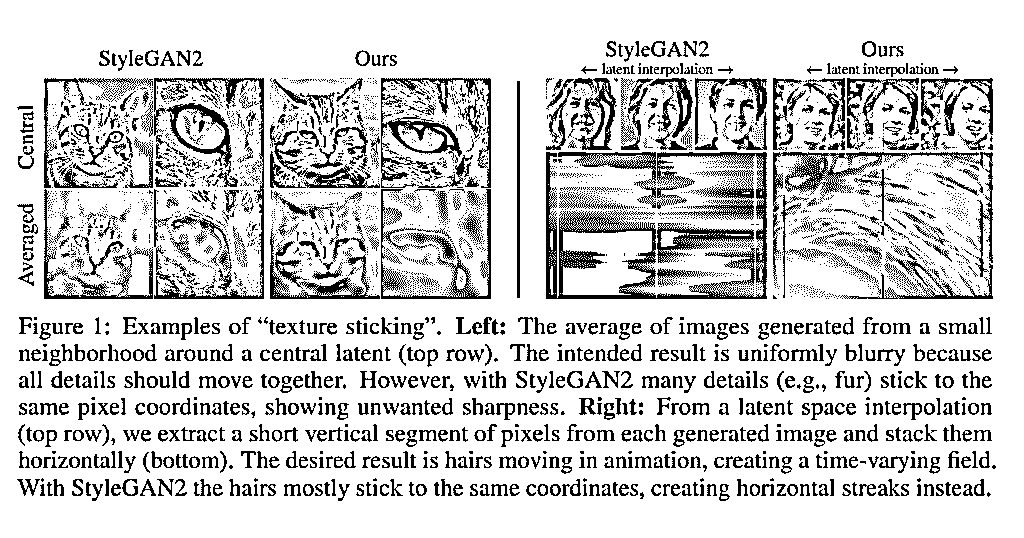 StyleGAN2 Ours StyleGAN2 Ours
← latent interpolation → ← latent interpolation →
Central
Averaged
Figure 1: Examples of “texture sticking”. Left: The average of images generated from a small
neighborhood around a central latent (top row). The intended result is uniformly blurry because
all details should move together. However, with StyleGAN2 many details (e.g., fur) stick to the
same pixel coordinates, showing unwanted sharpness. Right: From a latent space interpolation
(top row), we extract a short vertical segment of pixels from each generated image and stack them
horizontally (bottom). The desired result is hairs moving in animation, creating a time-varying field.
With StyleGAN2 the hairs mostly stick to the same coordinates, creating horizontal streaks instead.